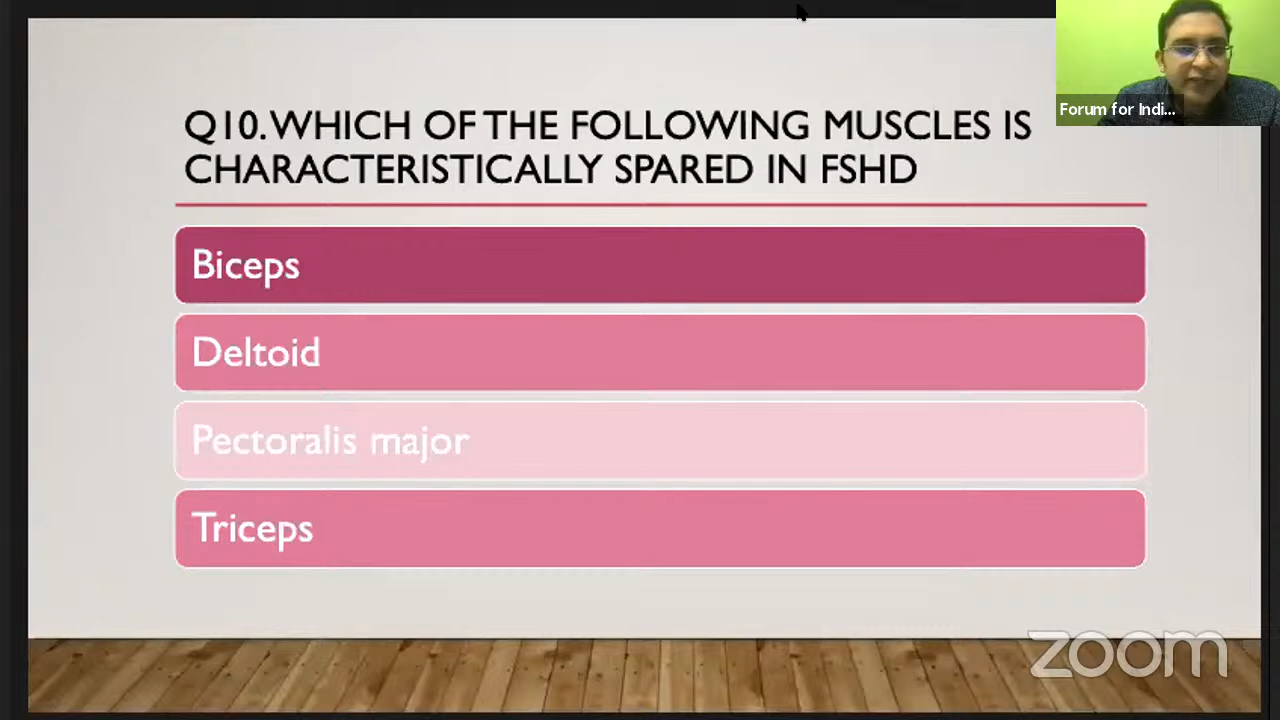 Q10. WHICH OF THE FOLLOWING MUSCLES IS
CHARACTERISTICALLY SPARED IN FSHD
Biceps
Deltoid
Pectoralis major
Triceps
Forum for Indi...
zoom